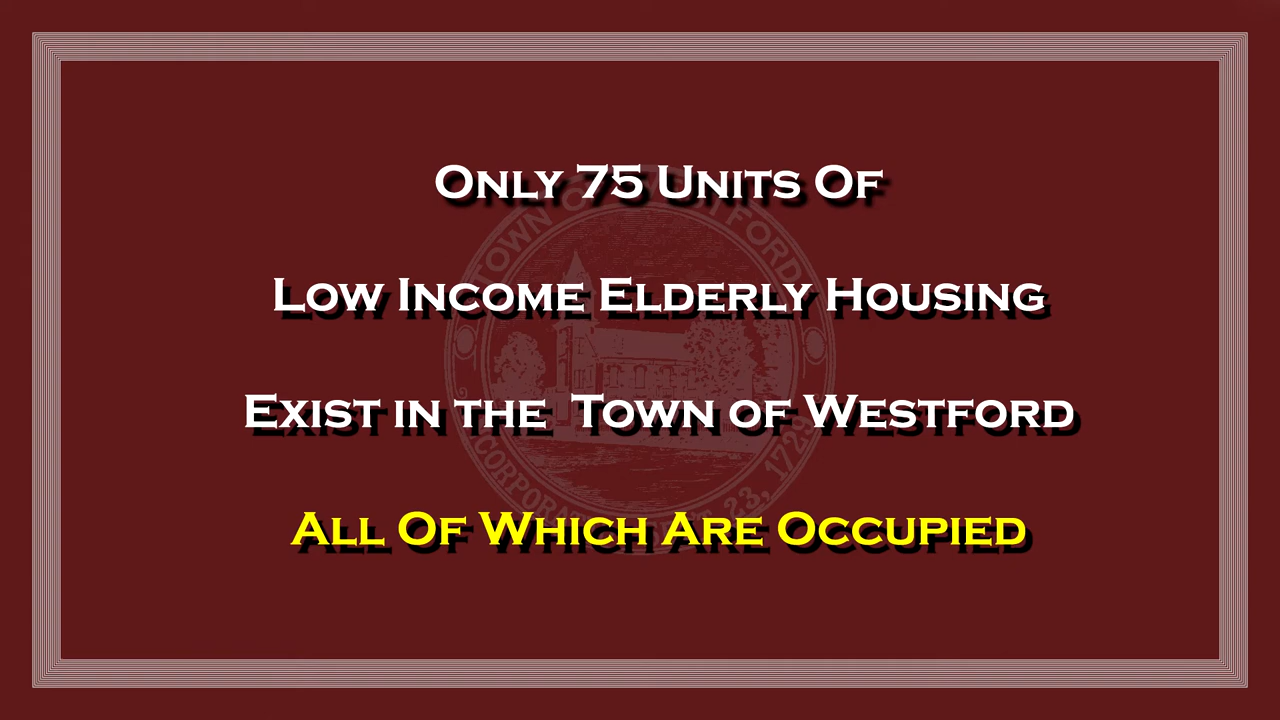 Only 75 Units Of
Low Income Elderly Housing
Exist in the Town of Westford
All Of Which Are Occupied